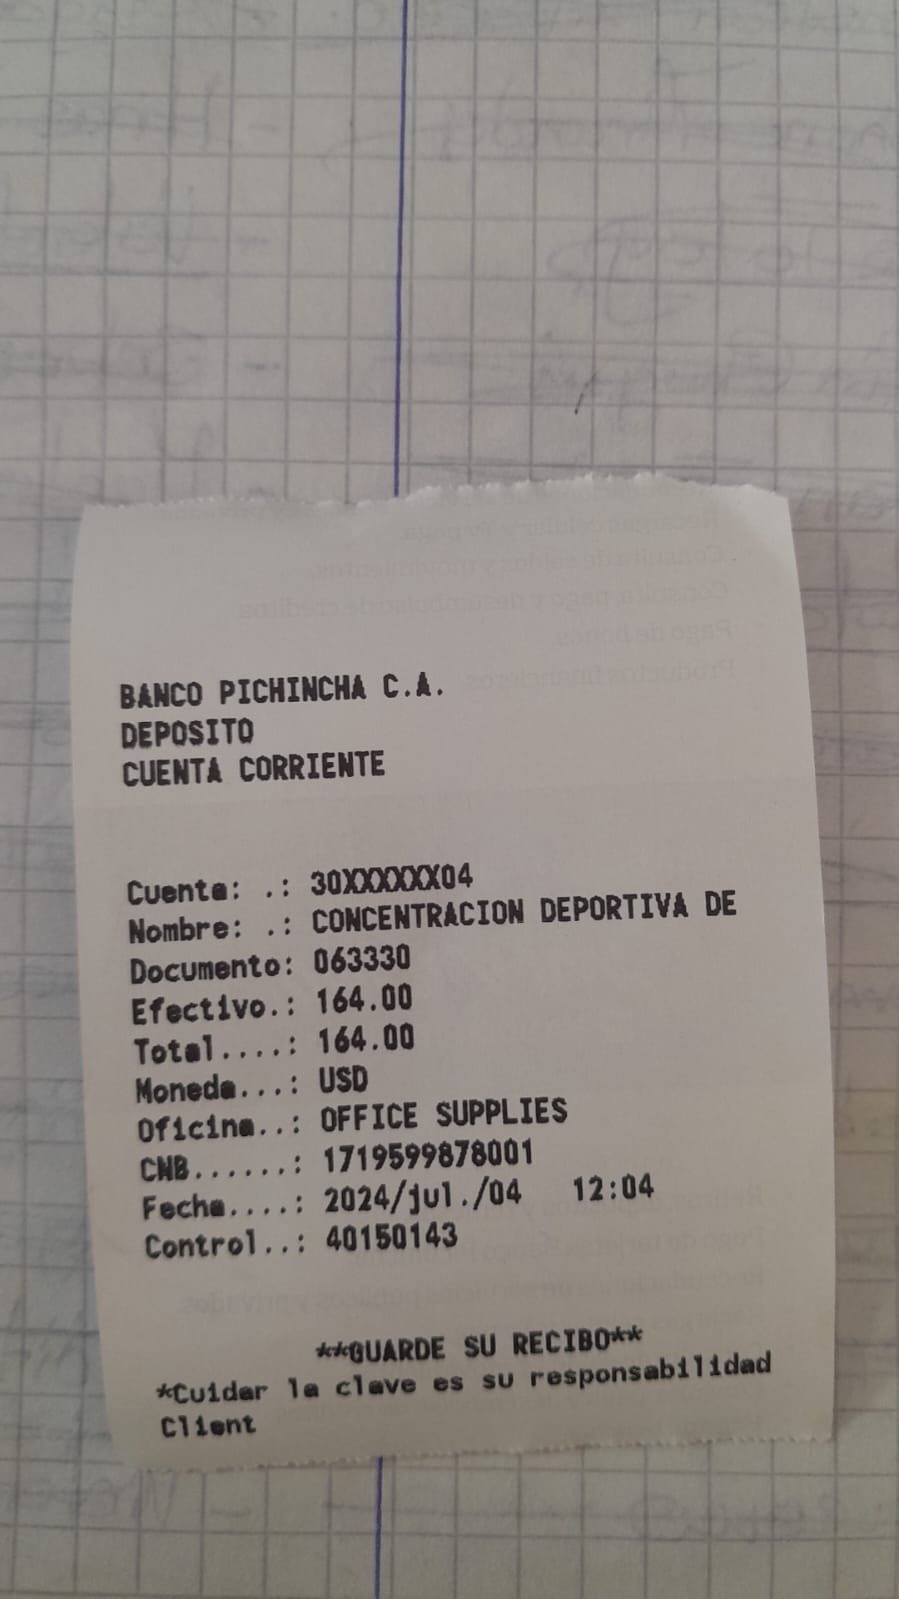 BANCO PICHINCHA C.A.
DEPOSITO
CUENTA CORRIENTE
Cuenta: .: 30XXXXXX04
Nombre: .: CONCENTRACION DEPORTIVA DE
Documento: 063330
Efectivo.: 164.00
Total....: 164.00
Moneda...: USD
Oficina..: OFFICE SUPPLIES
CNB......: 1719599878001
Fecha....: 2024/jul./04 12:04
Control..: 40150143
**GUARDE SU RECIBO**
*Cuidar la clave es su responsabilidad
Client